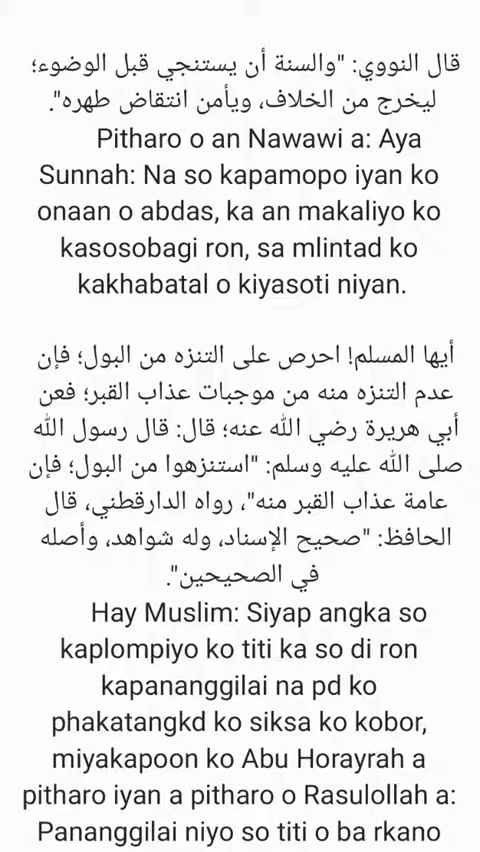 قال النووي: "والسنة أن يستنجي قبل الوضوء؛
ليخرج من الخلاف، ويأمن انتقاض طهره".
Pitharo o an Nawawi a: Aya
Sunnah: Na so kapamopo iyan ko
onaan o abdas, ka an makaliyo ko
kasosobagi ron, sa mlintad ko
kakhabatal o kiyasoti niyan.
أيها المسلم! احرص على التنزه من البول؛ فإن
عدم التنزه منه من موجبات عذاب القبر؛ فعن
أبي هريرة رضي الله عنه؛ قال: قال رسول الله
صلى الله عليه وسلم: "استنزهوا من البول؛ فإن
عامة عذاب القبر منه"، رواه الدارقطني، قال
الحافظ: "صحيح الإسناد، وله شواهد، وأصله
في الصحيحين".
Hay Muslim: Siyap angka so
kaplompiyo ko titi ka so di ron
kapananggilai na pd ko
phakatangkd ko siksa ko kobor,
miyakapoon ko Abu Horayrah a
pitharo iyan a pitharo o Rasulollah a:
Pananggilai niyo so titi o ba rkano